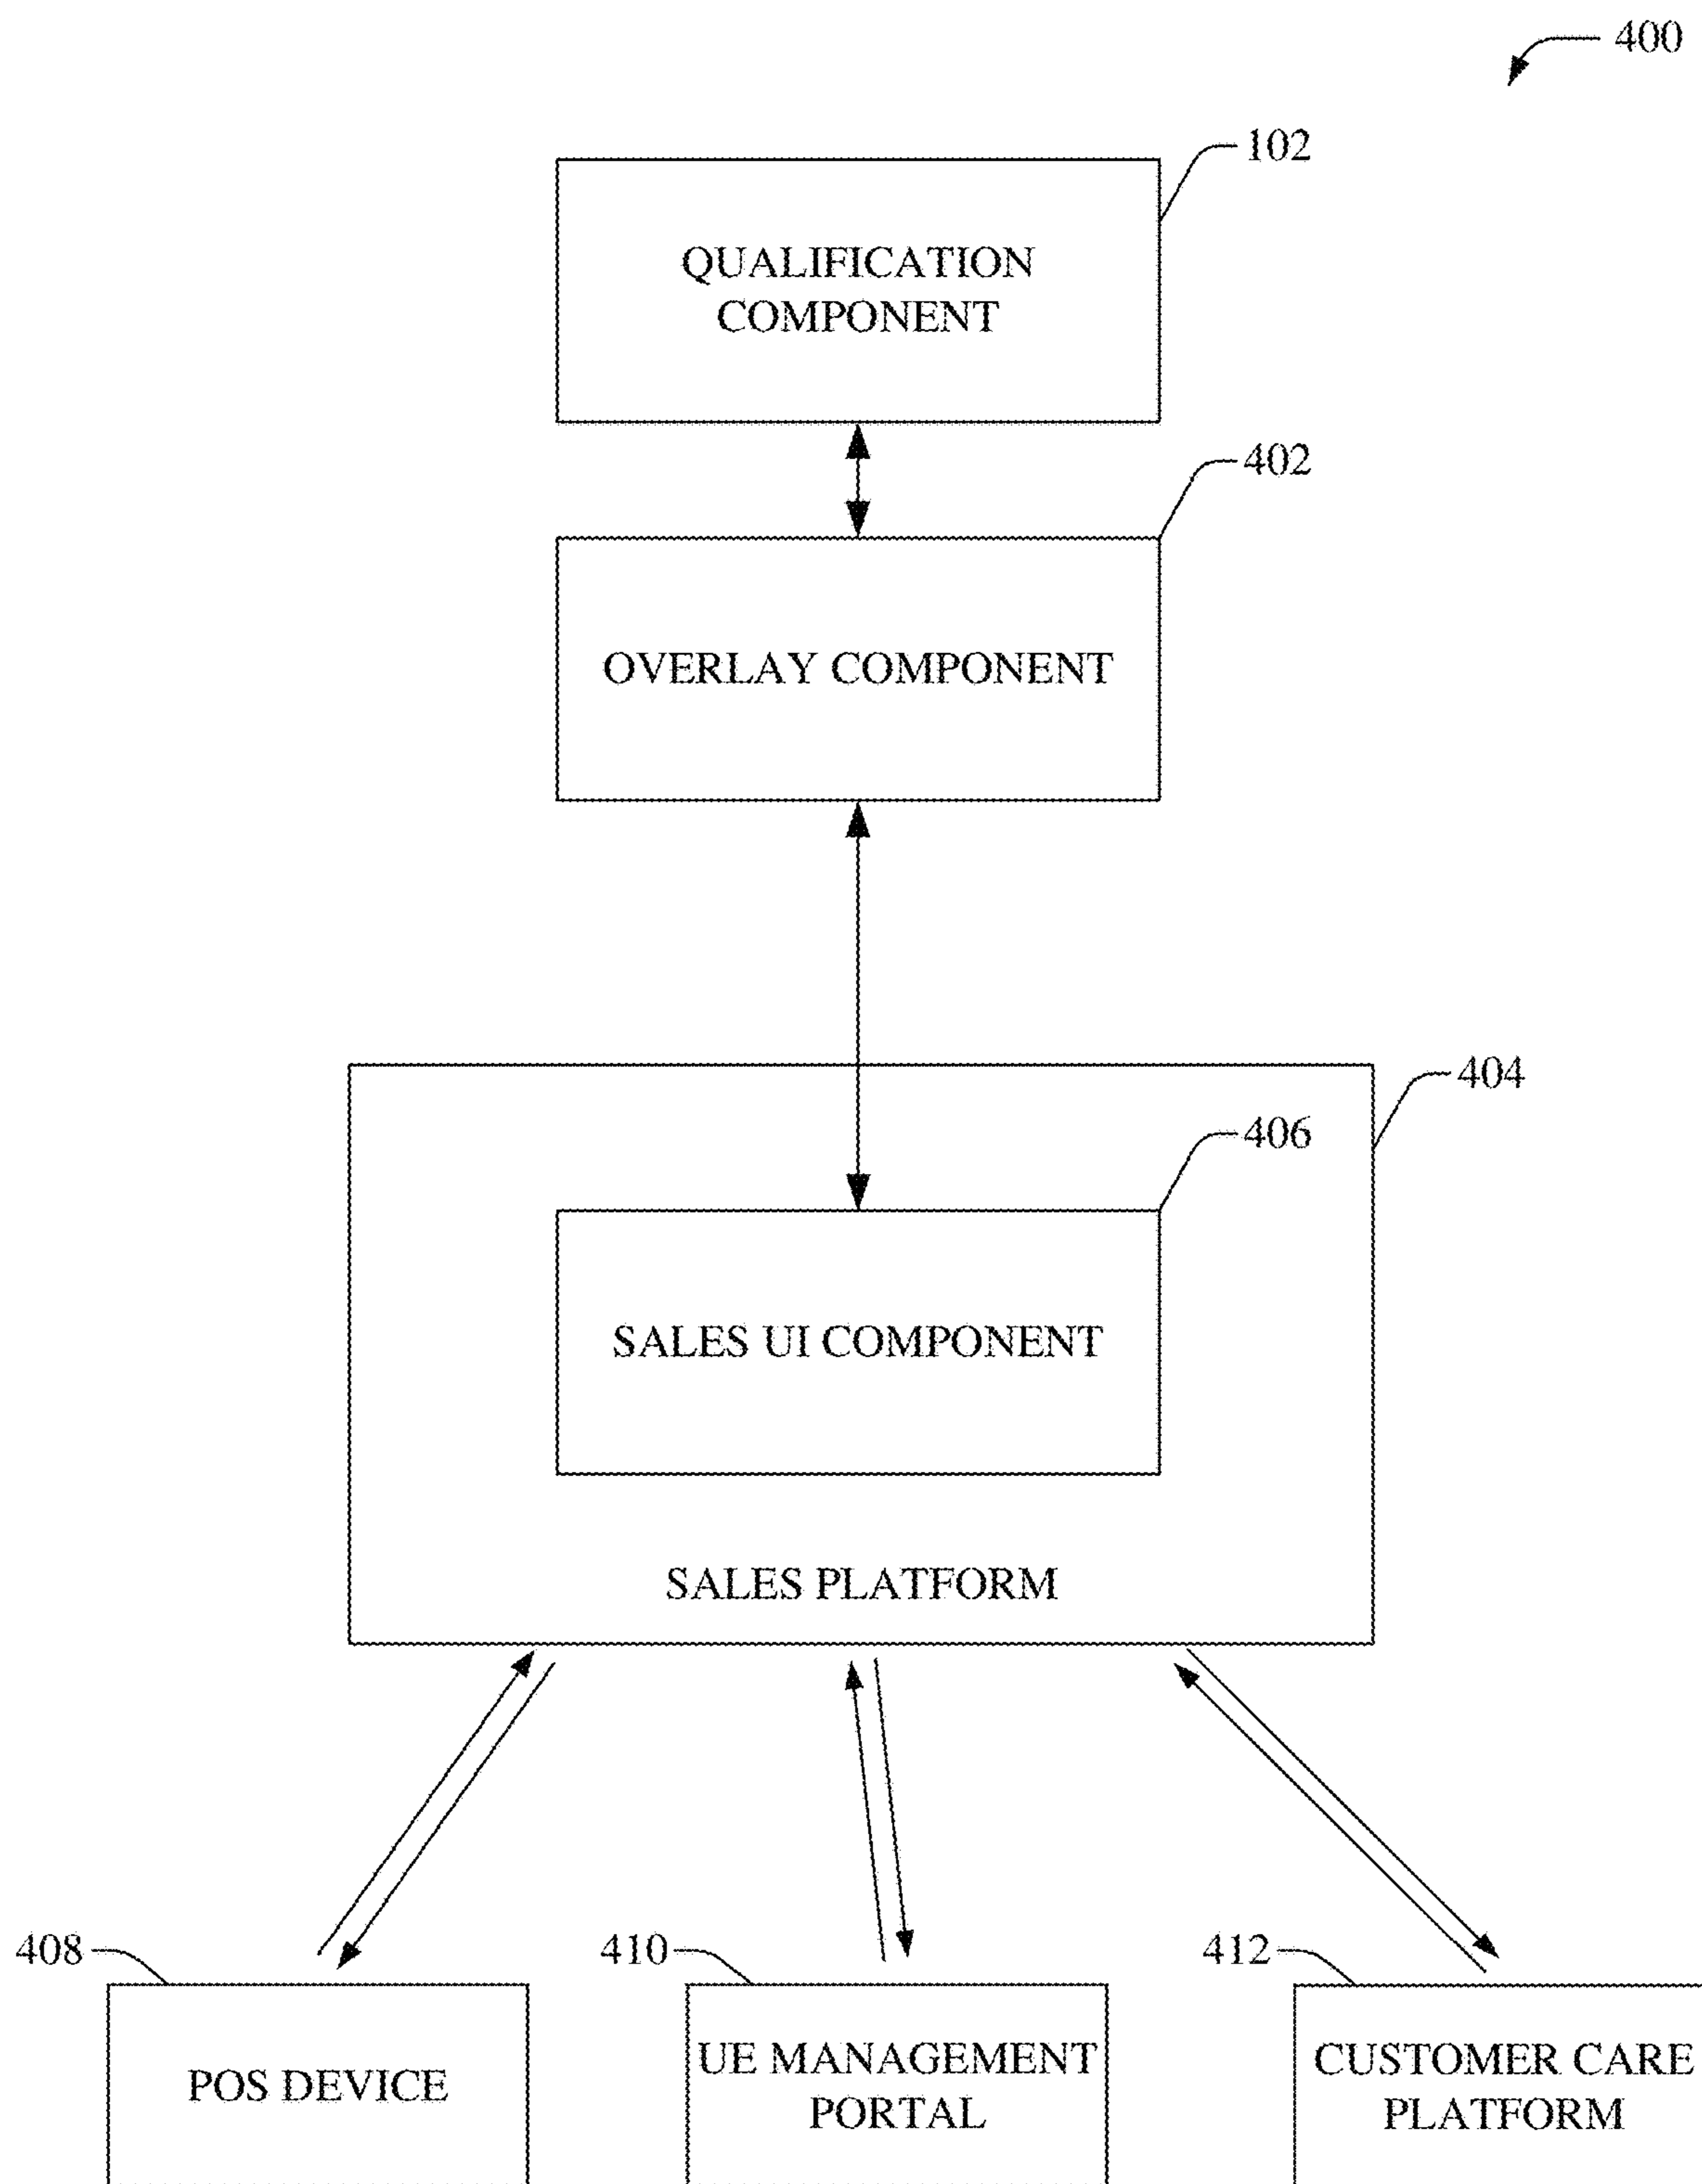 400
102
QUALIFICATION
COMPONENT
402
OVERLAY COMPONENT
404
406
SALES UI COMPONENT
SALES PLATFORM
408
410
412
POS DEVICE
UE MANAGEMENT
PORTAL
CUSTOMER CARE
PLATFORM